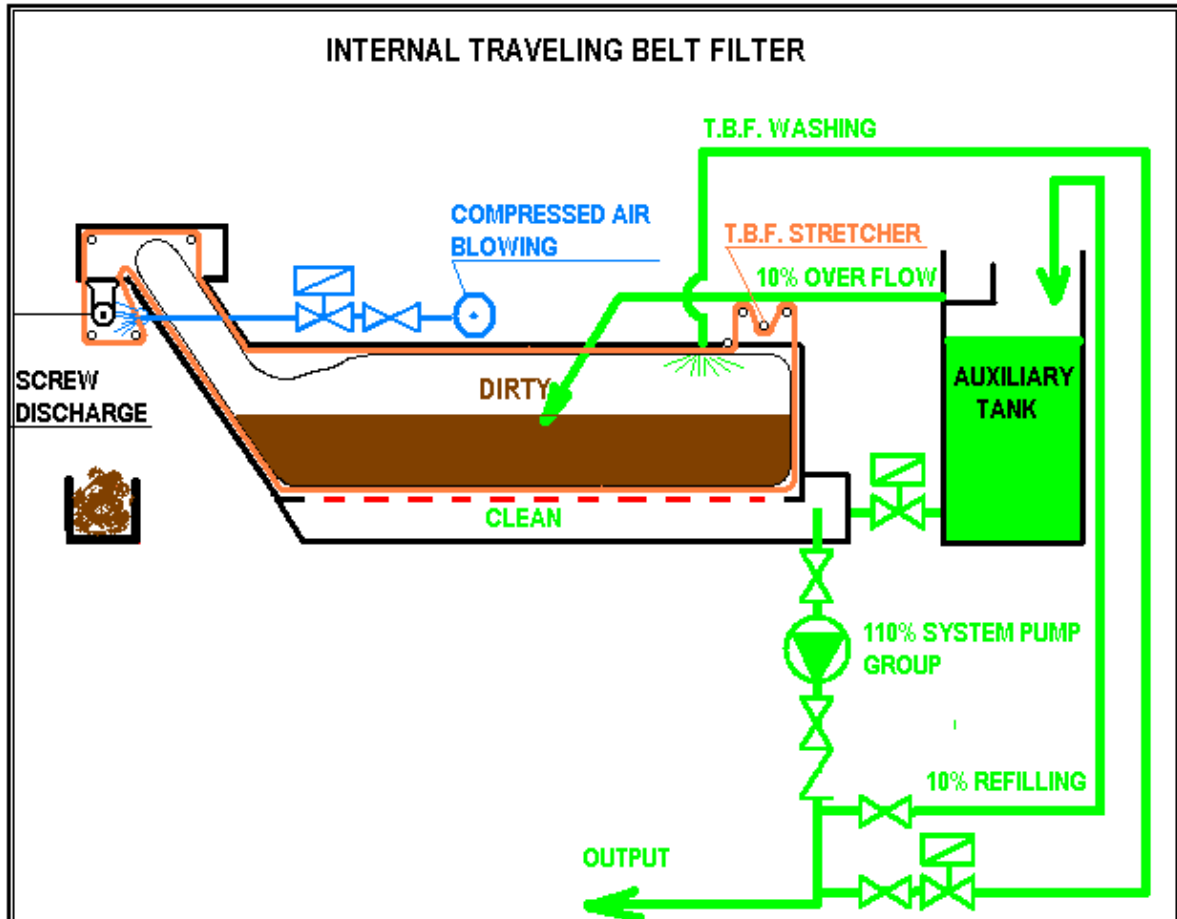 INTERNAL TRAVELING BELT FILTER
T.B.F. WASHING
COMPRESSED AIR
BLOWING
T.B.F. STRETCHER
10% OVER FLOW
SCREW
DISCHARGE
DIRTY
AUXILIARY
TANK
CLEAN
110% SYSTEM PUMP
GROUP
10% REFILLING
OUTPUT